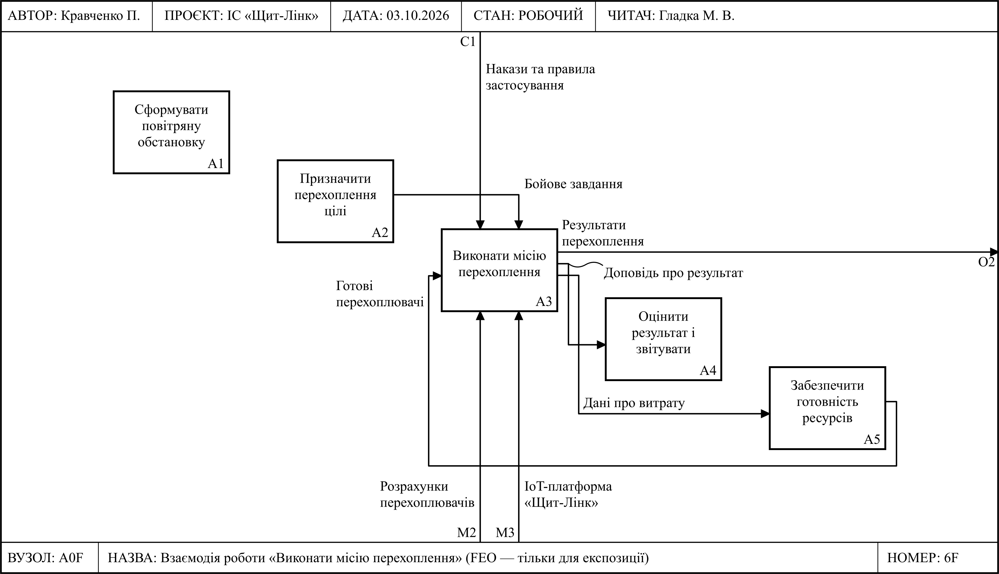 АВТОР: Кравченко П.
ПРОЄКТ: ІС «Щит-Лінк»
ДАТА: 03.10.2026
СТАН: РОБОЧИЙ
ЧИТАЧ: Гладка М. В.
C1
Накази та правила
застосування
Сформувати
повітряну
обстановку
A1
Призначити
перехоплення
цілі
A2
Бойове завдання
Результати
перехоплення
O2
Виконати місію
перехоплення
A3
Доповідь про результат
Готові
перехоплювачі
Оцінити
результат і
звітувати
A4
Дані про витрату
Забезпечити
готовність
ресурсів
A5
Розрахунки
перехоплювачів
IoT-платформа
«Щит-Лінк»
M2
M3
ВУЗОЛ: A0F
НАЗВА: Взаємодія роботи «Виконати місію перехоплення» (FEO — тільки для експозиції)
НОМЕР: 6F